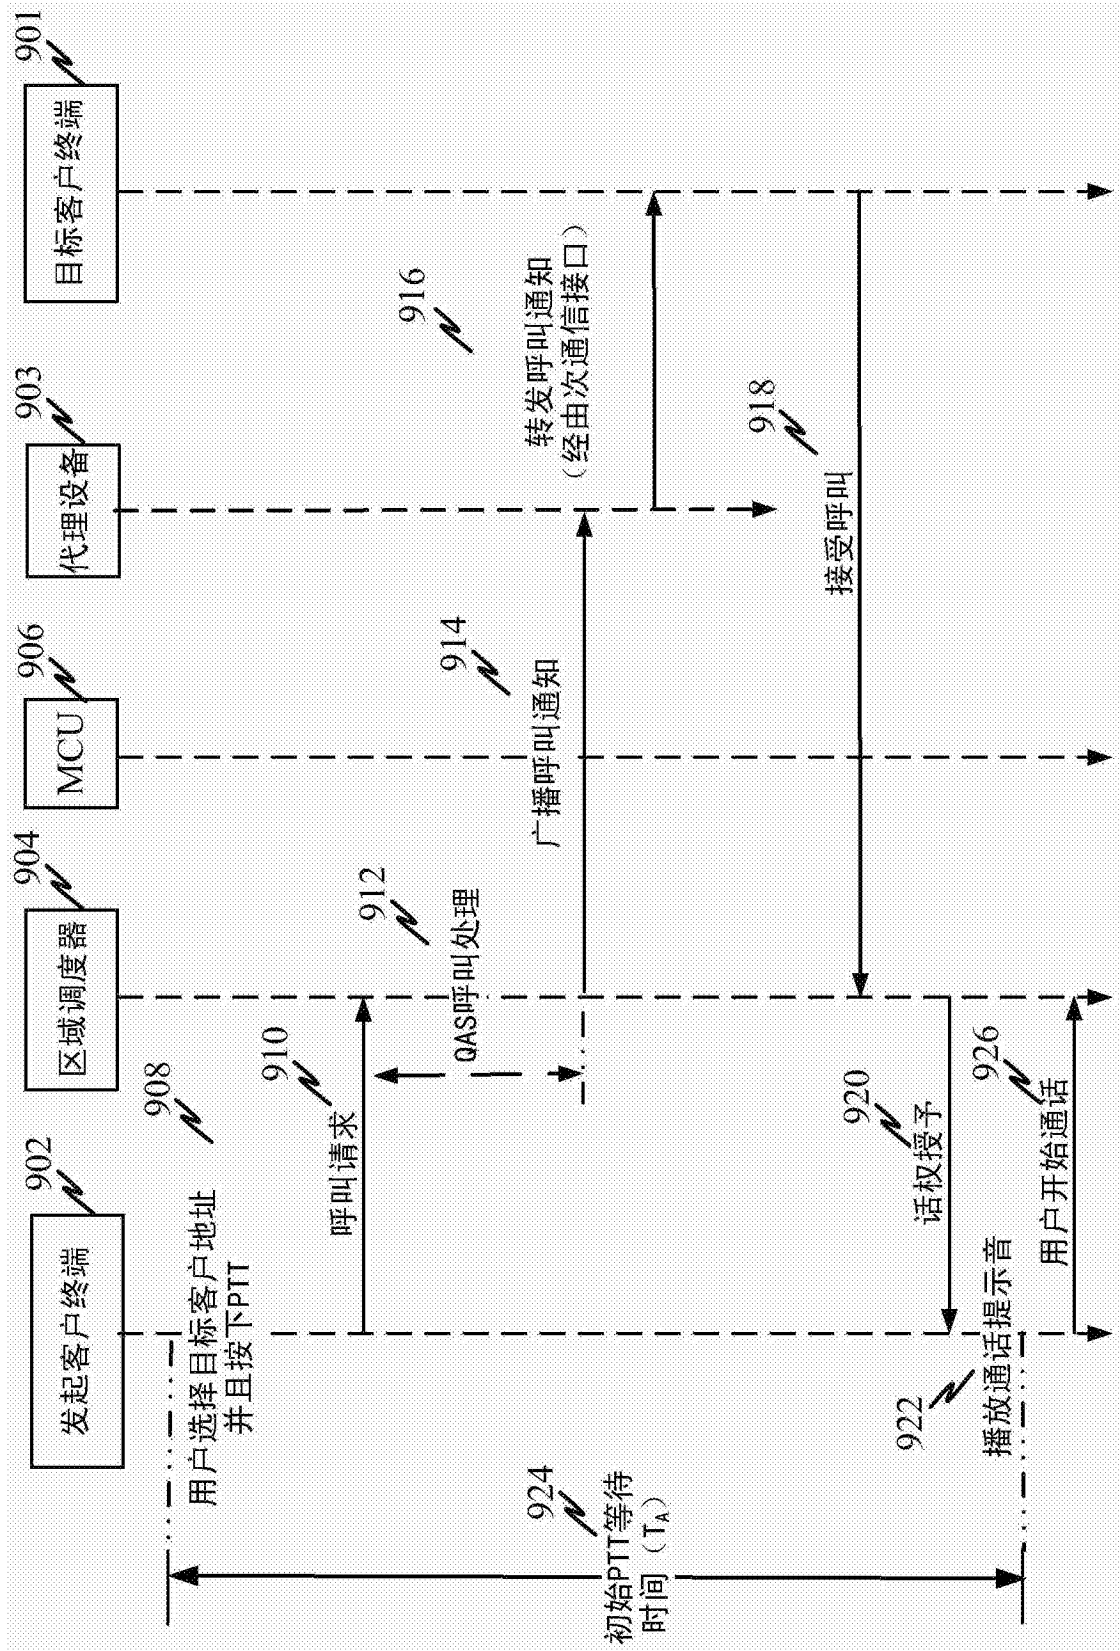 发起客户终端
902
区域调度器
904
MCU
906
代理设备
903
目标客户终端
901
用户选择目标客户地址
并且按下PTT
908
呼叫请求
910
QAS呼叫处理
912
广播呼叫通知
914
转发呼叫通知
（经由次通信接口）
916
接受呼叫
918
话权授予
920
播放通话提示音
922
初始PTT等待
时间（TA）
924
用户开始通话
926